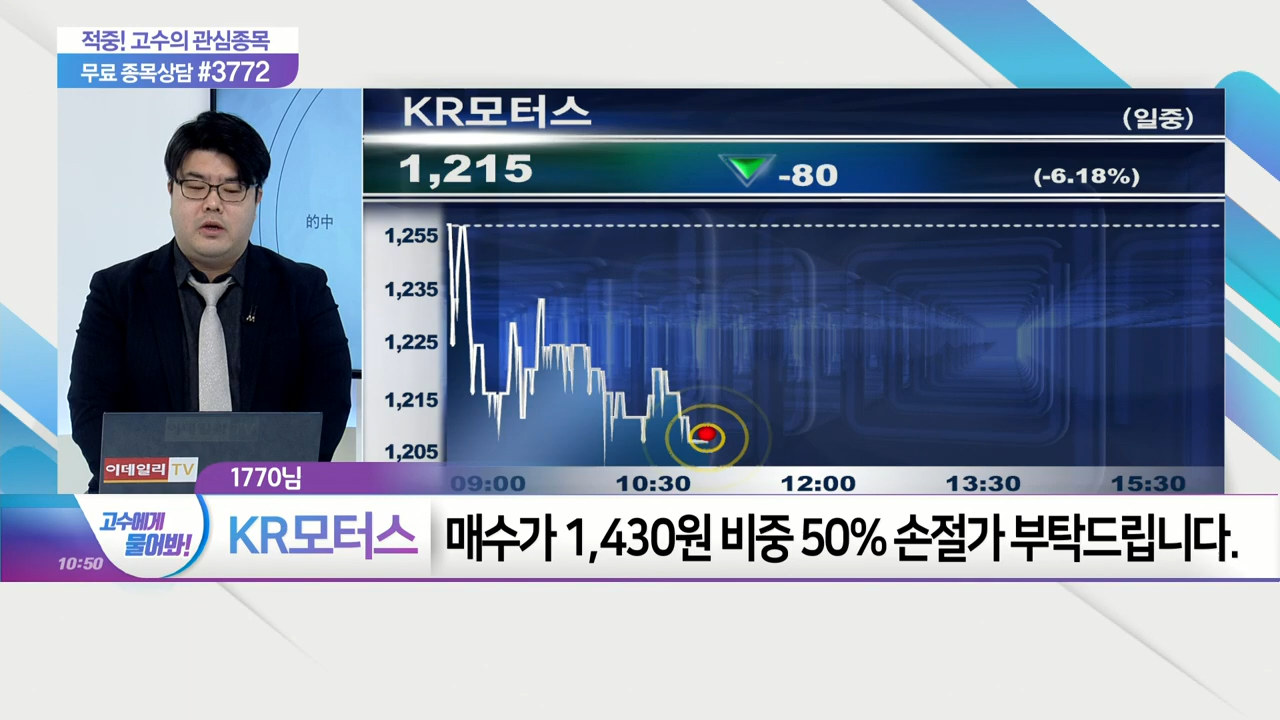 적중! 고수의 관심종목
무료 종목상담 #3772
的中
KR모터스
(일중)
1,215
-80
(-6.18%)
1,255
1,235
1,225
1,215
1,205
09:00
10:30
12:00
13:30
15:30
이데일리 TV
1770님
고수에게
물어봐!
10:50
KR모터스
매수가 1,430원 비중 50% 손절가 부탁드립니다.